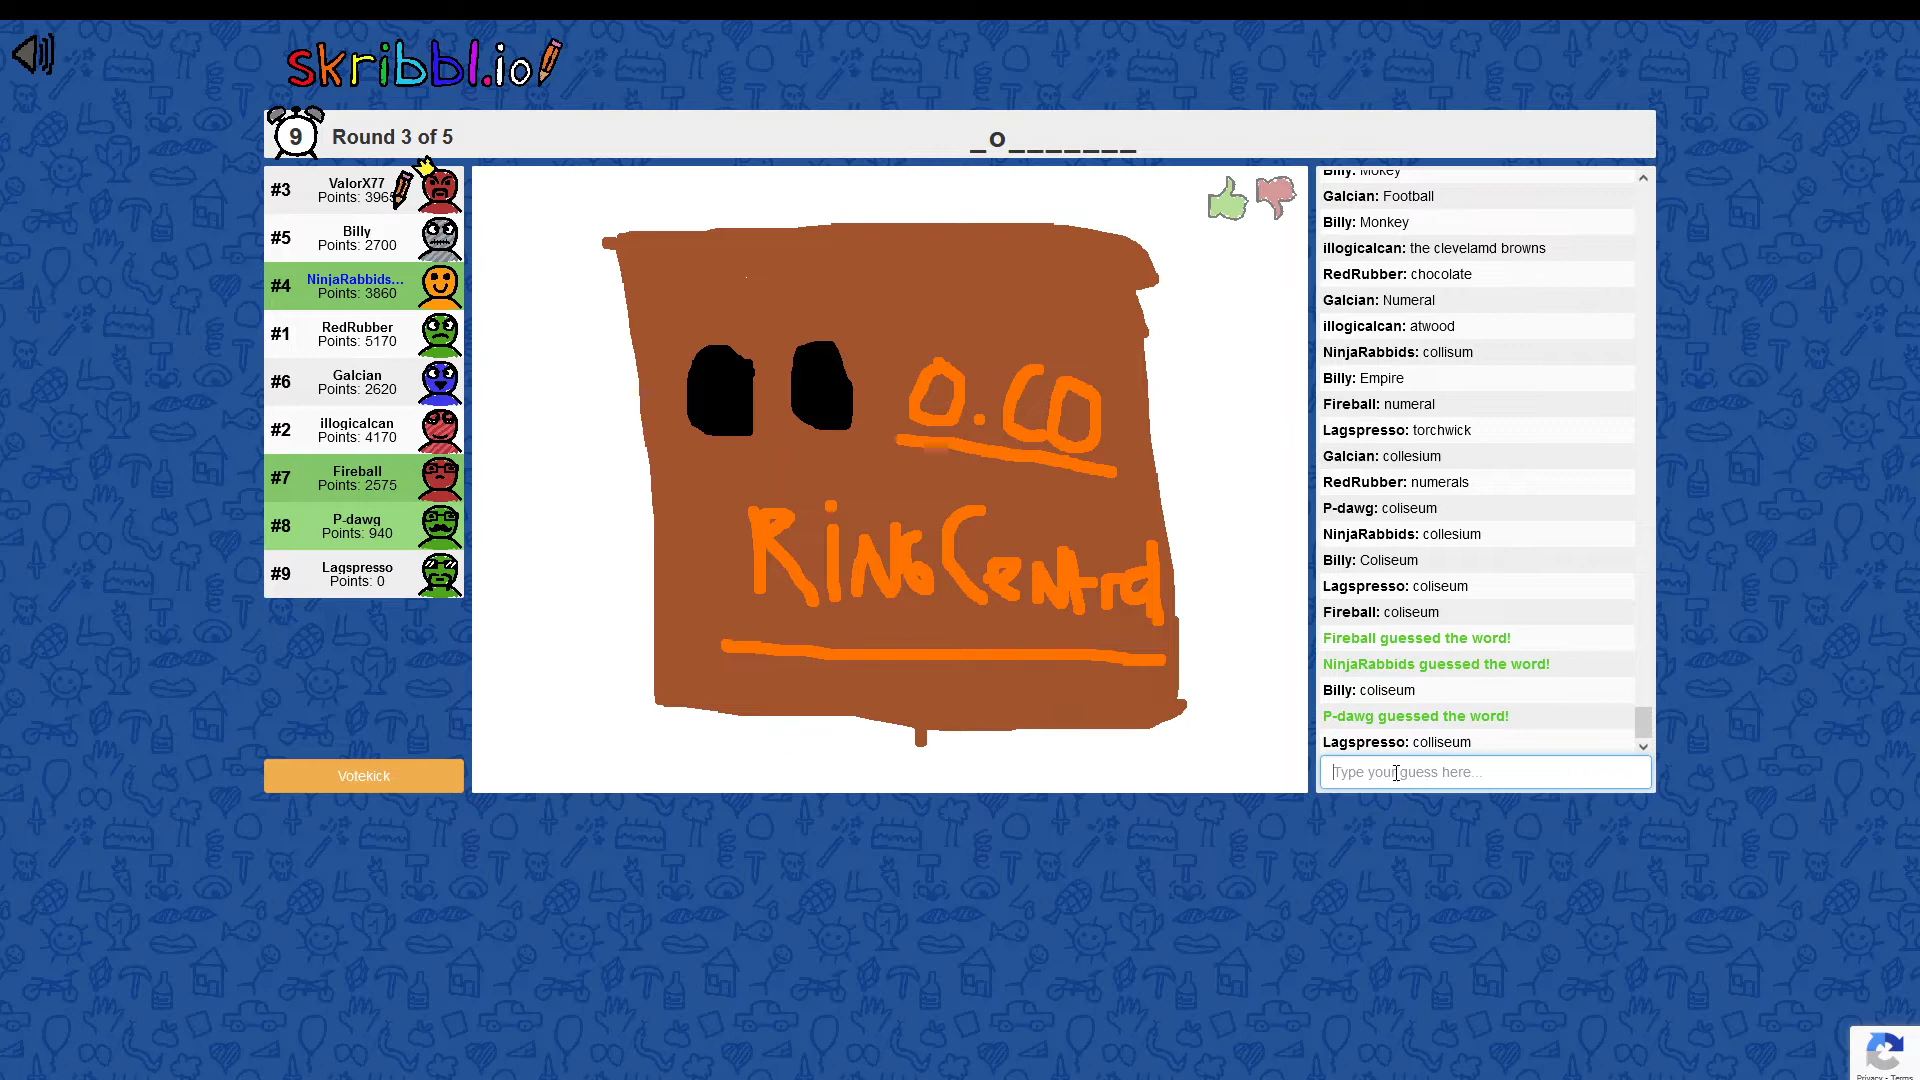 skribbl.io
9
Round 3 of 5
_o_______
#3 ValorX77
Points: 3965
#5 Billy
Points: 2700
#4 NinjaRabbids...
Points: 3860
#1 RedRubber
Points: 5170
#6 Galcian
Points: 2620
#2 illogicalcan
Points: 4170
#7 Fireball
Points: 2575
#8 P-dawg
Points: 940
#9 Lagspresso
Points: 0
Votekick
O.CO
RiNGCentral
Billy: Mokey
Galcian: Football
Billy: Monkey
illogicalcan: the clevelamd browns
RedRubber: chocolate
Galcian: Numeral
illogicalcan: atwood
NinjaRabbids: collisum
Billy: Empire
Fireball: numeral
Lagspresso: torchwick
Galcian: collesium
RedRubber: numerals
P-dawg: coliseum
NinjaRabbids: collesium
Billy: Coliseum
Lagspresso: coliseum
Fireball: coliseum
Fireball guessed the word!
NinjaRabbids guessed the word!
Billy: coliseum
P-dawg guessed the word!
Lagspresso: colliseum
Type your guess here...
Privacy - Terms